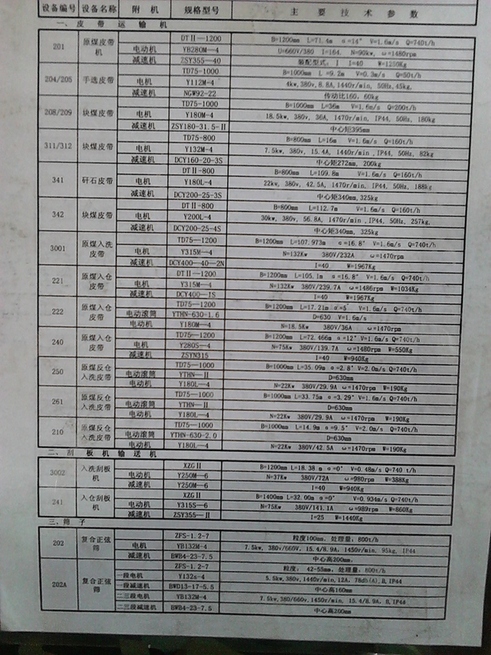 设备编号 设备名称 附机 规格型号 主要技术参数
一、皮带运输机
201 原煤皮带机 DTⅡ-1200 B=1200mm L=71.4m α=14° V=1.6m/s Q=740t/h
电动机 YB280M-4 U=660V/380 I=164. N=90kw, ω=1480rpm
减速机 ZSY355-40 I=40 W=1250Kg
204/205 手选皮带 TD75-1000 B=1000mm L=9.2m V=0.3m/s Q=50t/h
电机 Y112M-4 4kw,380v,8.8A,1440r/min,50Hz,45kg.
减速机 NGW92-22 传动比160, 66kg
208/209 块煤皮带 TD75-1000 B=1000mm L=36m V=1.6m/s Q=200t/h
电机 Y180M-4 18.5kw, 380v, 36A, 1470r/min, IP44, 50Hz, 180kg
减速机 ZSY180-31.5-Ⅱ 中心矩395mm
311/312 块煤皮带 TD75-800 B=800mm L=16m V=1.6m/s Q=160t/h
电机 Y132M-4 7.5kw, 380v, 15.4A, 1440r/min, IP44, 50Hz, 82kg
减速机 DCY160-20-3S 中心矩272mm, 200kg
341 矸石皮带 DTⅡ-800 B=800mm L=109.8m V=1.6m/s Q=160t/h
电机 Y180L-4 22kw, 380v, 42.5A, 1470r/min, IP44, 50Hz, 188kg
减速机 DCY200-25-3S 中心矩340mm, 325kg
342 块煤皮带 DTⅡ-800 B=800mm L=112.7m V=1.6m/s Q=160t/h
电机 Y200L-4 30kw, 380v, 56.8A, 1470r/min, IP44, 50Hz, 257kg.
减速机 DCY200-25-4S 中心矩340mm, 325kg
3001 原煤入洗皮带 TD75-1200 B=1200mm L=107.973m α=16.8° V=1.6m/s Q=740t/h
电机 Y315M-4 N=132Kw 380V/232A ω=1470rpm
减速机 DCY400-40-2N I=40 W=1967Kg
221 原煤入仓皮带 DTⅡ-1200 B=1200mm L=105.1m α=16.8° V=1.6m/s Q=740t/h
电动机 Y315M-4 N=132Kw 380V/239.7A ω=1486rpm W=1034Kg
减速机 DCY400-1S I=40 W=1967Kg
222 原煤入仓皮带 TD75-1200 B=1200mm L=17.21m α=5° V=1.6m/s Q=740t/h
电动滚筒 YTHN-630-1.6 D=630 V=1.6m/s
电动机 Y180M-4 N=18.5Kw 380V/36A ω=1470rpm
240 原煤入仓皮带 TD75-1200 B=1200mm L=72.466m α=12° V=1.6m/s Q=740t/h
电动机 Y280S-4 N=75Kw 380V/139.7A ω=1480rpm W=550Kg
减速机 ZSYN315 I=40 W=940Kg
250 原煤反仓入洗皮带 TD75-1000 B=1000mm L=35.09m α=2.8° V=2.0m/s Q=740t/h
电动滚筒 YTHN-Ⅱ D=630mm
电动机 Y180L-4 N=22Kw 380V/29.9A ω=1470rpm W=190Kg
261 原煤反仓入洗皮带 TD75-1000 B=1000mm L=33.75m α=3.29° V=1.6m/s Q=740t/h
电动滚筒 YTHN-Ⅱ D=630mm
电动机 Y180L-4 N=22Kw 380V/29.9A ω=1470rpm W=190Kg
210 原煤反仓入洗皮带 TD75-1000 B=1000mm L=14.9m α=9.5° V=2.0m/s Q=740t/h
电动滚筒 YTHN-630-2.0 D=630mm
电动机 Y180L-4 N=22Kw 380V/42.5A ω=1470rpm W=190Kg
二、刮板机输送机
3002 入洗刮板机 XZGⅡ B=1200mm L=18.38m α=0° V=0.48m/s Q=740t/h
电动机 Y250M-6 N=37Kw 380V/72A ω=980rpm W=388Kg
减速机 Y250M-6 I=40 W=940Kg
241 入仓刮板机 XZGⅡ B=1400mm L=32.00m α=0° V=0.934m/s Q=740t/h
电动机 Y315S-6 N=75Kw 380V/141.1A ω=989rpm W=860Kg
减速机 ZSY355-Ⅱ I=25 W=1440Kg
三、筛子
202 复合正弦筛 ZFS-1.2-7 粒度100mm, 处理量: 800t/h
电机 YB132M-4 7.5kw, 380/660V, 15.4/8.9A, 1450r/min, 95kg, IP44
减速机 BWB4-23-7.5 中心高200mm,
202A 复合正弦筛 ZFS-1.2-7 粒度: 42-55mm, 处理量: 800t/h
一段电机 Y132s-4 5.5kw,380v,1440r/min,12A,
一段减速机 BWD13-17-5.5 中心高160mm
二三段电机 YB132M-4 7.5kw,380/660v,1450r/min, 15.4/8.9A, B,IP44
二三段减速机 BWB4-23-7.5 中心高200mm